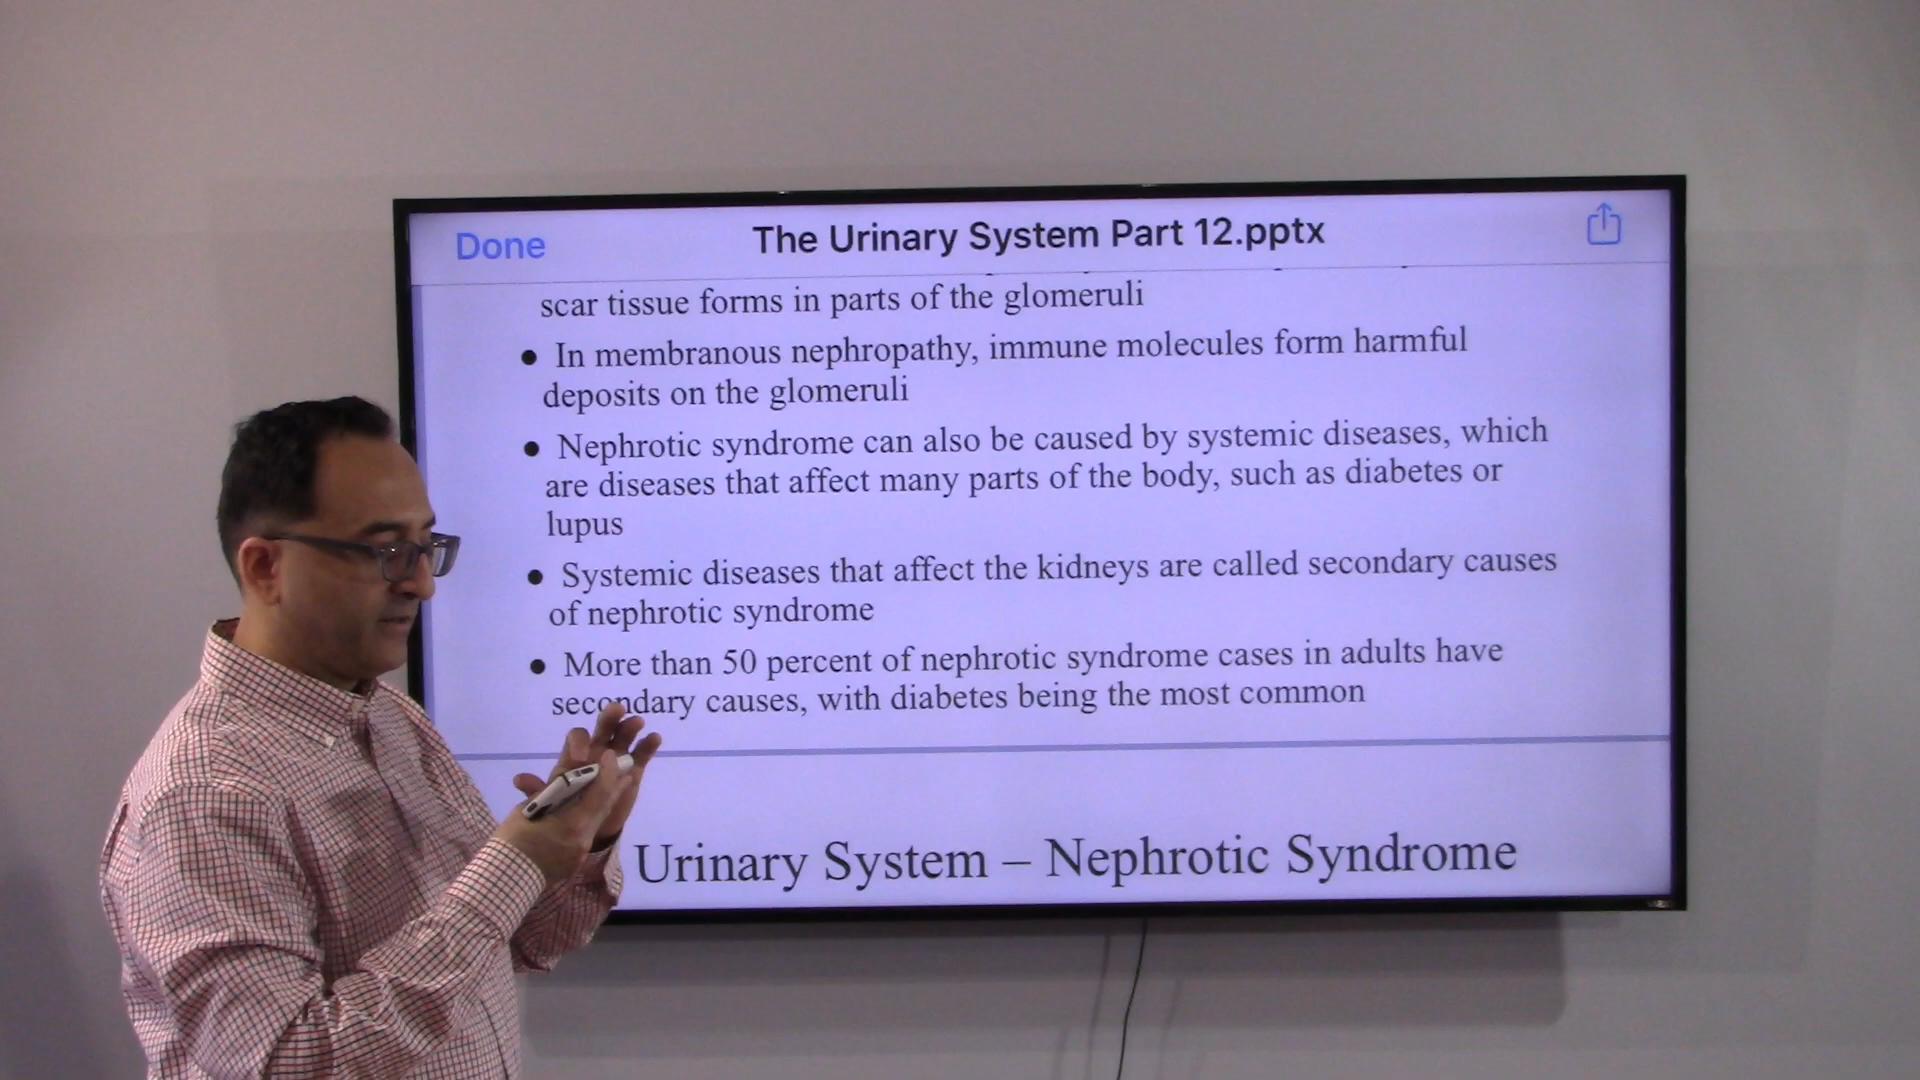 Done
The Urinary System Part 12.pptx
scar tissue forms in parts of the glomeruli
● In membranous nephropathy, immune molecules form harmful
deposits on the glomeruli
● Nephrotic syndrome can also be caused by systemic diseases, which
are diseases that affect many parts of the body, such as diabetes or
lupus
● Systemic diseases that affect the kidneys are called secondary causes
of nephrotic syndrome
● More than 50 percent of nephrotic syndrome cases in adults have
secondary causes, with diabetes being the most common
Urinary System – Nephrotic Syndrome